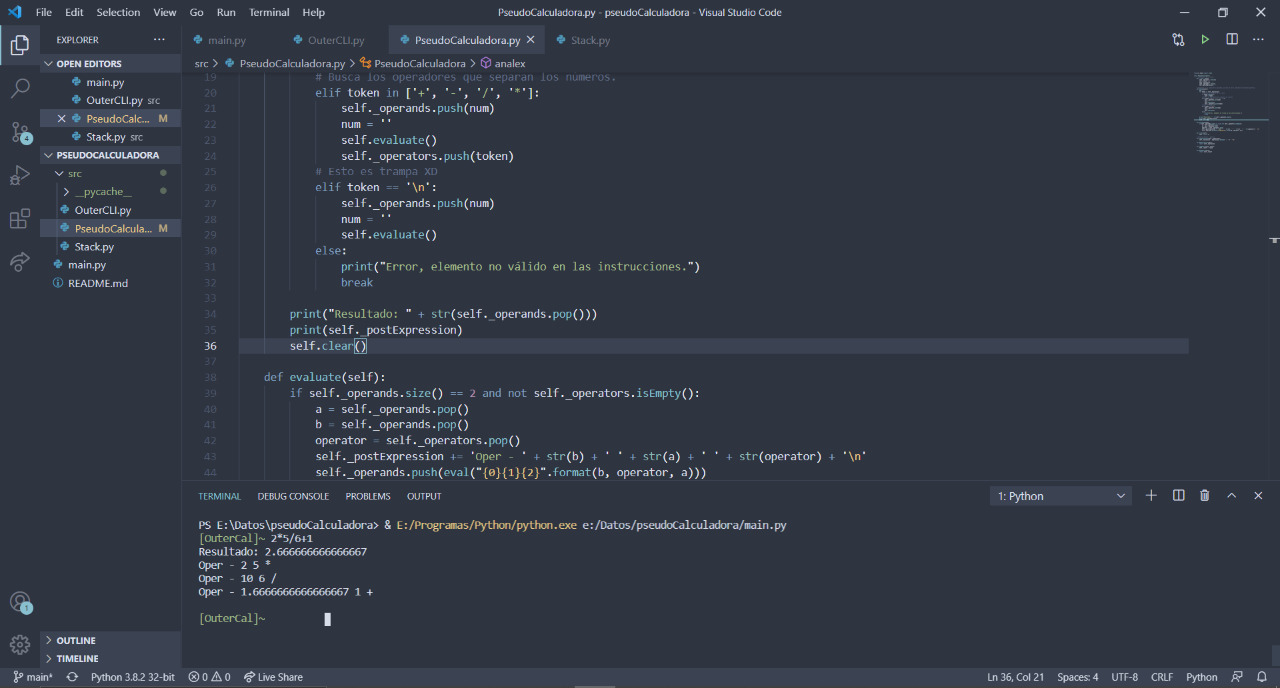 File Edit Selection View Go Run Terminal Help
PseudoCalculadora.py - pseudoCalculadora - Visual Studio Code
EXPLORER
OPEN EDITORS
main.py
OuterCLI.py src
PseudoCalc... M
Stack.py src
PSEUDOCALCULADORA
src
__pycache__
OuterCLI.py
PseudoCalcula... M
Stack.py
main.py
README.md
OUTLINE
TIMELINE
4
1
main.py OuterCLI.py PseudoCalculadora.py Stack.py
src > PseudoCalculadora.py > PseudoCalculadora > analex
19 # Busca los operadores que separan los numeros.
20 elif token in ['+', '-', '/', '*']:
21 self._operands.push(num)
22 num = ''
23 self.evaluate()
24 self._operators.push(token)
25 # Esto es trampa XD
26 elif token == '\n':
27 self._operands.push(num)
28 num = ''
29 self.evaluate()
30 else:
31 print("Error, elemento no válido en las instrucciones.")
32 break
33
34 print("Resultado: " + str(self._operands.pop()))
35 print(self._postExpression)
36 self.clear()
37
38 def evaluate(self):
39 if self._operands.size() == 2 and not self._operators.isEmpty():
40 a = self._operands.pop()
41 b = self._operands.pop()
42 operator = self._operators.pop()
43 self._postExpression += 'Oper - ' + str(b) + ' ' + str(a) + ' ' + str(operator) + '\n'
44 self._operands.push(eval("{0}{1}{2}".format(b, operator, a)))
TERMINAL DEBUG CONSOLE PROBLEMS OUTPUT
1: Python
PS E:\Datos\pseudoCalculadora> & E:/Programas/Python/python.exe e:/Datos/pseudoCalculadora/main.py
[OuterCal]~ 2*5/6+1
Resultado: 2.666666666666667
Oper - 2 5 *
Oper - 10 6 /
Oper - 1.6666666666666667 1 +
[OuterCal]~
main* Python 3.8.2 32-bit 0 0 Live Share
Ln 36, Col 21 Spaces: 4 UTF-8 CRLF Python